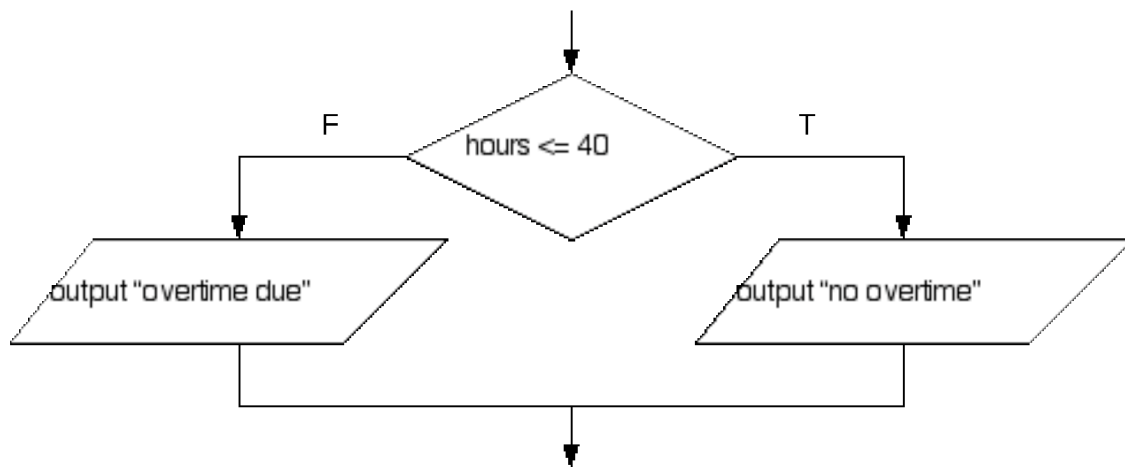 F
T
hours <= 40
output "overtime due"
output "no overtime"